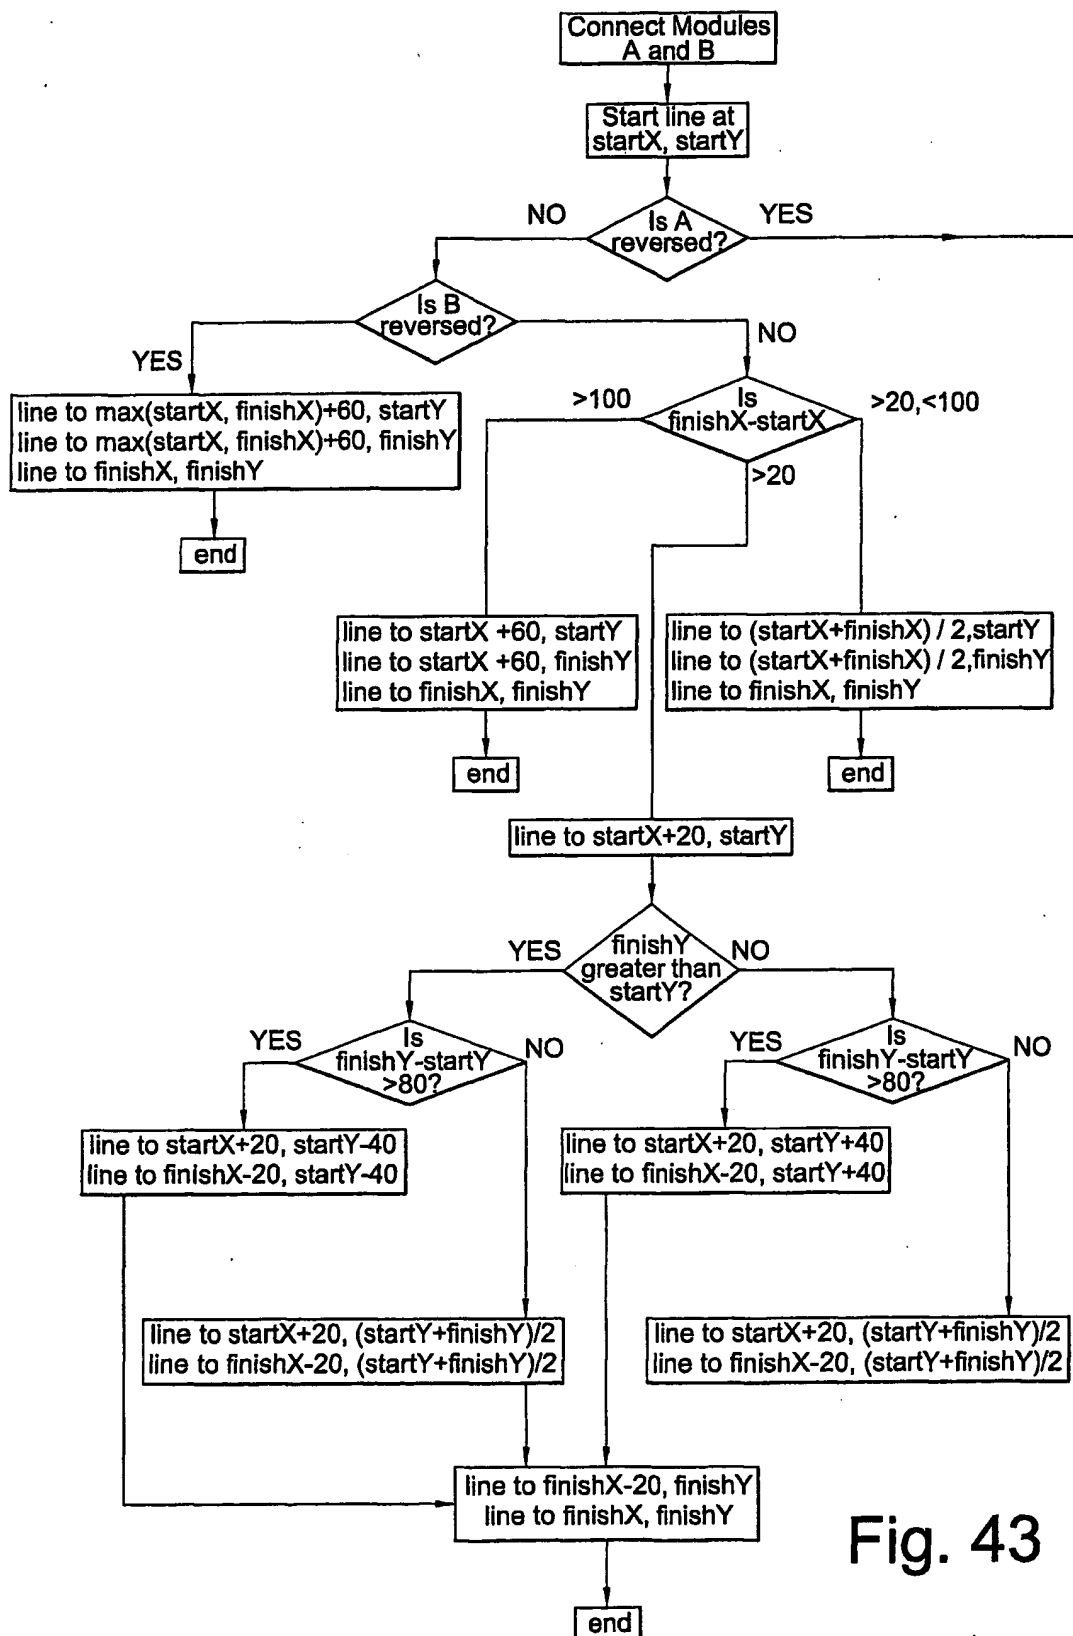 Connect Modules
A and B
Start line at
startX, startY
NO
Is A
reversed?
YES
Is B
reversed?
YES
NO
line to max(startX, finishX)+60, startY
line to max(startX, finishX)+60, finishY
line to finishX, finishY
end
>100
Is
finishX-startX
>20,<100
>20
line to startX +60, startY
line to startX +60, finishY
line to finishX, finishY
end
line to (startX+finishX) / 2,startY
line to (startX+finishX) / 2,finishY
line to finishX, finishY
end
line to startX+20, startY
YES
finishY
greater than
startY?
NO
YES
Is
finishY-startY
>80?
NO
YES
Is
finishY-startY
>80?
NO
line to startX+20, startY-40
line to finishX-20, startY-40
line to startX+20, startY+40
line to finishX-20, startY+40
line to startX+20, (startY+finishY)/2
line to finishX-20, (startY+finishY)/2
line to startX+20, (startY+finishY)/2
line to finishX-20, (startY+finishY)/2
line to finishX-20, finishY
line to finishX, finishY
end
Fig. 43